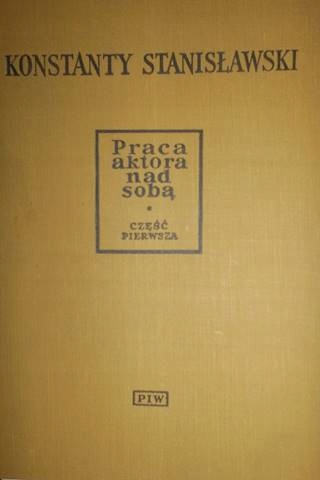 KONSTANTY STANISŁAWSKI
Praca
aktora
nad
sobą
CZĘŚĆ
PIERWSZA
PIW